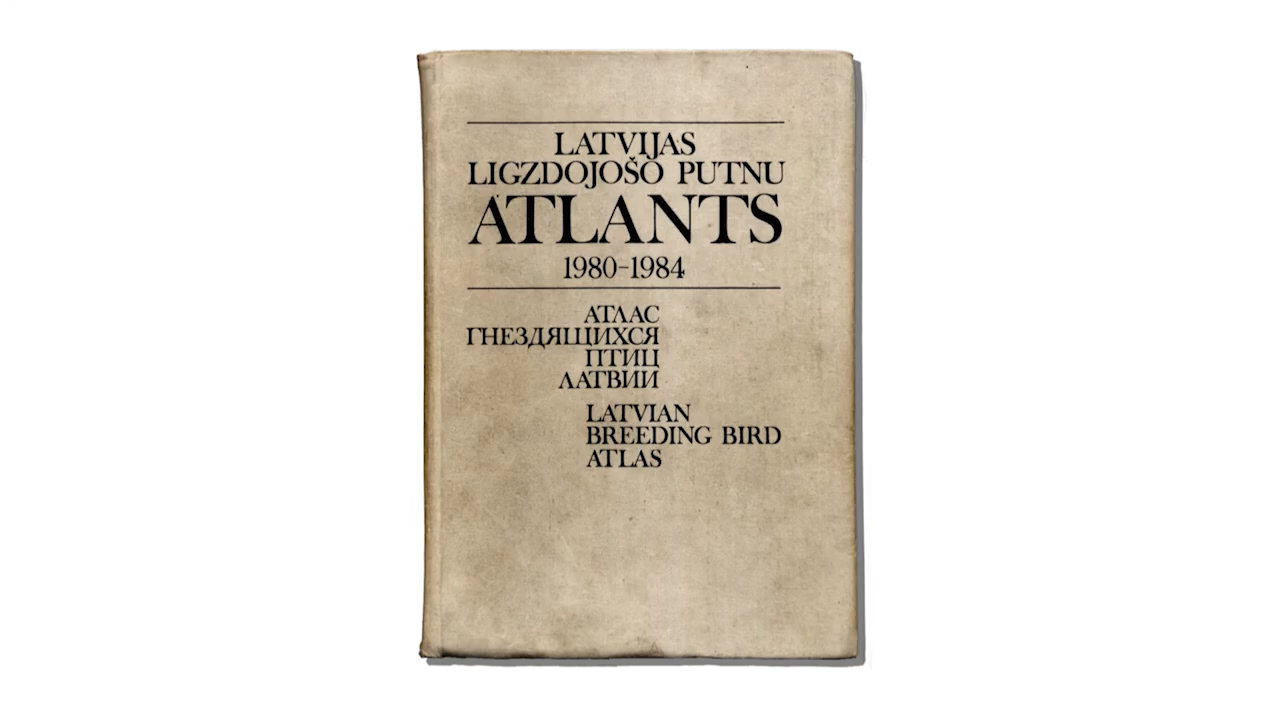 LATVIJAS
LIGZDOJOŠO PUTNU
ATLANTS
1980-1984
АТЛАС
ГНЕЗДЯЩИХСЯ
ПТИЦ
ЛАТВИИ
LATVIAN
BREEDING BIRD
ATLAS